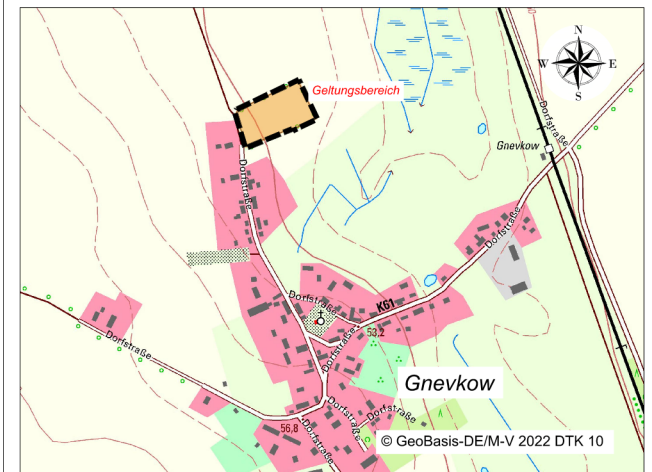 N
W E
S
Geltungsbereich
Dorfstraße
Gnevkow
Dorfstraße
Dorfstraße
Dorfstraße
K61
53,2
Dorfstraße
Dorfstraße
Gnevkow
Dorfstraße
Dorfstraße
56,8
Dorfstraße
© GeoBasis-DE/M-V 2022 DTK 10